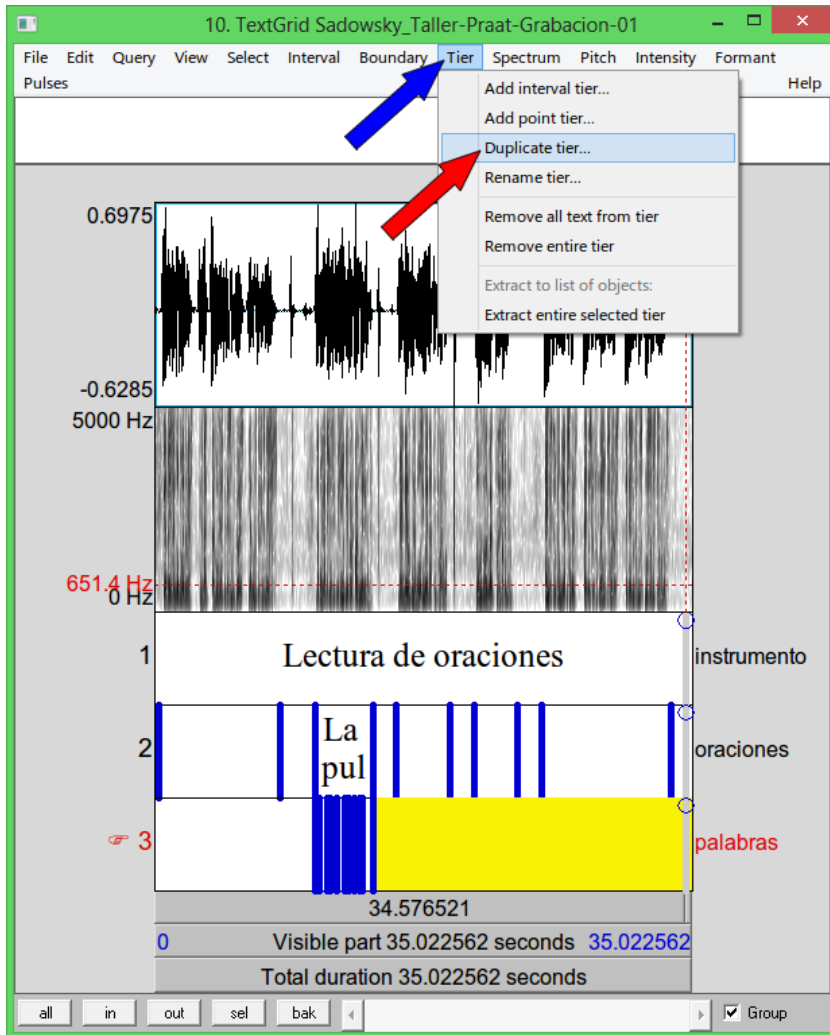 10. TextGrid Sadowsky_Taller-Praat-Grabacion-01
File Edit Query View Select Interval Boundary Tier Spectrum Pitch Intensity Formant
Pulses Help
Add interval tier...
Add point tier...
Duplicate tier...
Rename tier...
Remove all text from tier
Remove entire tier
Extract to list of objects:
Extract entire selected tier
0.6975
-0.6285
5000 Hz
651.4 Hz
0 Hz
1 Lectura de oraciones instrumento
La
2 oraciones
pul
☞ 3 palabras
34.576521
0 Visible part 35.022562 seconds 35.022562
Total duration 35.022562 seconds
all in out sel bak Group